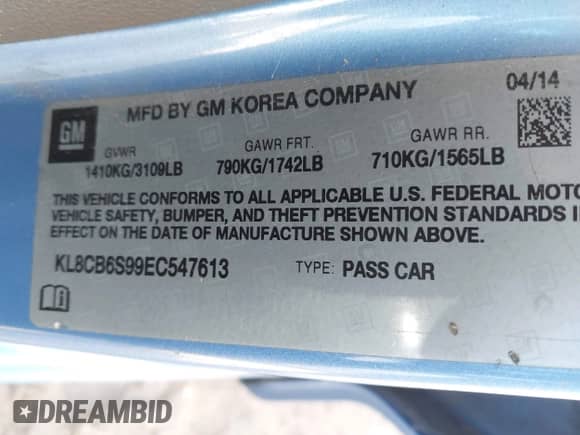 MFD BY GM KOREA COMPANY 04/14
GM
GVWR GAWR FRT. GAWR RR.
1410KG/3109LB 790KG/1742LB 710KG/1565LB
THIS VEHICLE CONFORMS TO ALL APPLICABLE U.S. FEDERAL MOTO
VEHICLE SAFETY, BUMPER, AND THEFT PREVENTION STANDARDS I
EFFECT ON THE DATE OF MANUFACTURE SHOWN ABOVE.
KL8CB6S99EC547613 TYPE: PASS CAR
DREAMBID